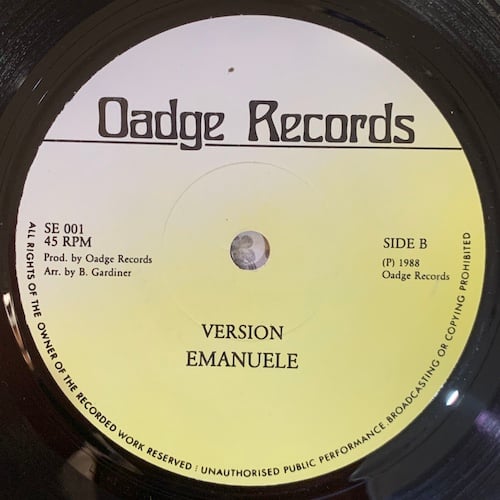 Oadge Records
SE 001
45 RPM
Prod. by Oadge Records
Arr. by B. Gardiner
SIDE B
(P) 1988
Oadge Records
VERSION
EMANUELE
ALL RIGHTS OF THE OWNER OF THE RECORDED WORK RESERVED : UNAUTHORISED PUBLIC PERFORMANCE.BROADCASTING OR COPYING PROHIBITED